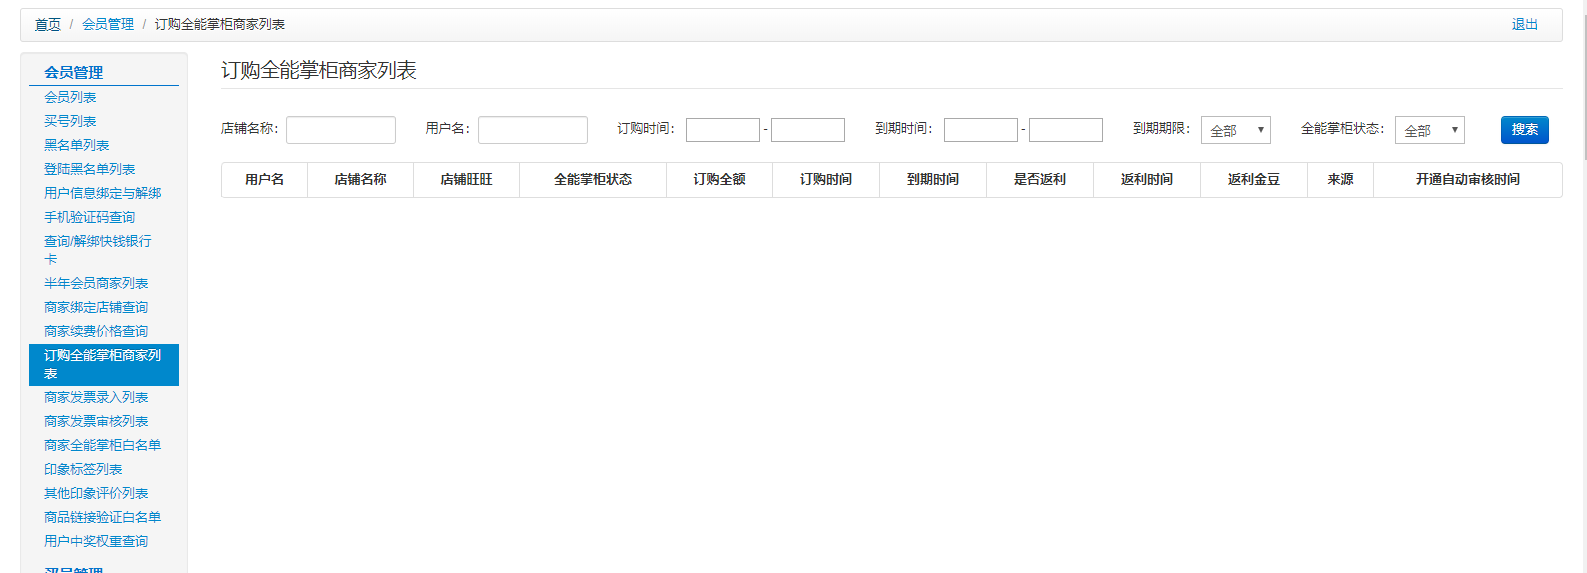 首页 / 会员管理 / 订购全能掌柜商家列表
退出
会员管理
会员列表
买号列表
黑名单列表
登陆黑名单列表
用户信息绑定与解绑
手机验证码查询
查询/解绑快钱银行
卡
半年会员商家列表
商家绑定店铺查询
商家续费价格查询
订购全能掌柜商家列
表
商家发票录入列表
商家发票审核列表
商家全能掌柜白名单
印象标签列表
其他印象评价列表
商品链接验证白名单
用户中奖权重查询
订购全能掌柜商家列表
店铺名称： 用户名： 订购时间： - 到期时间： - 到期期限： 全部 全能掌柜状态： 全部 搜索
用户名 店铺名称 店铺旺旺 全能掌柜状态 订购全额 订购时间 到期时间 是否返利 返利时间 返利金豆 来源 开通自动审核时间